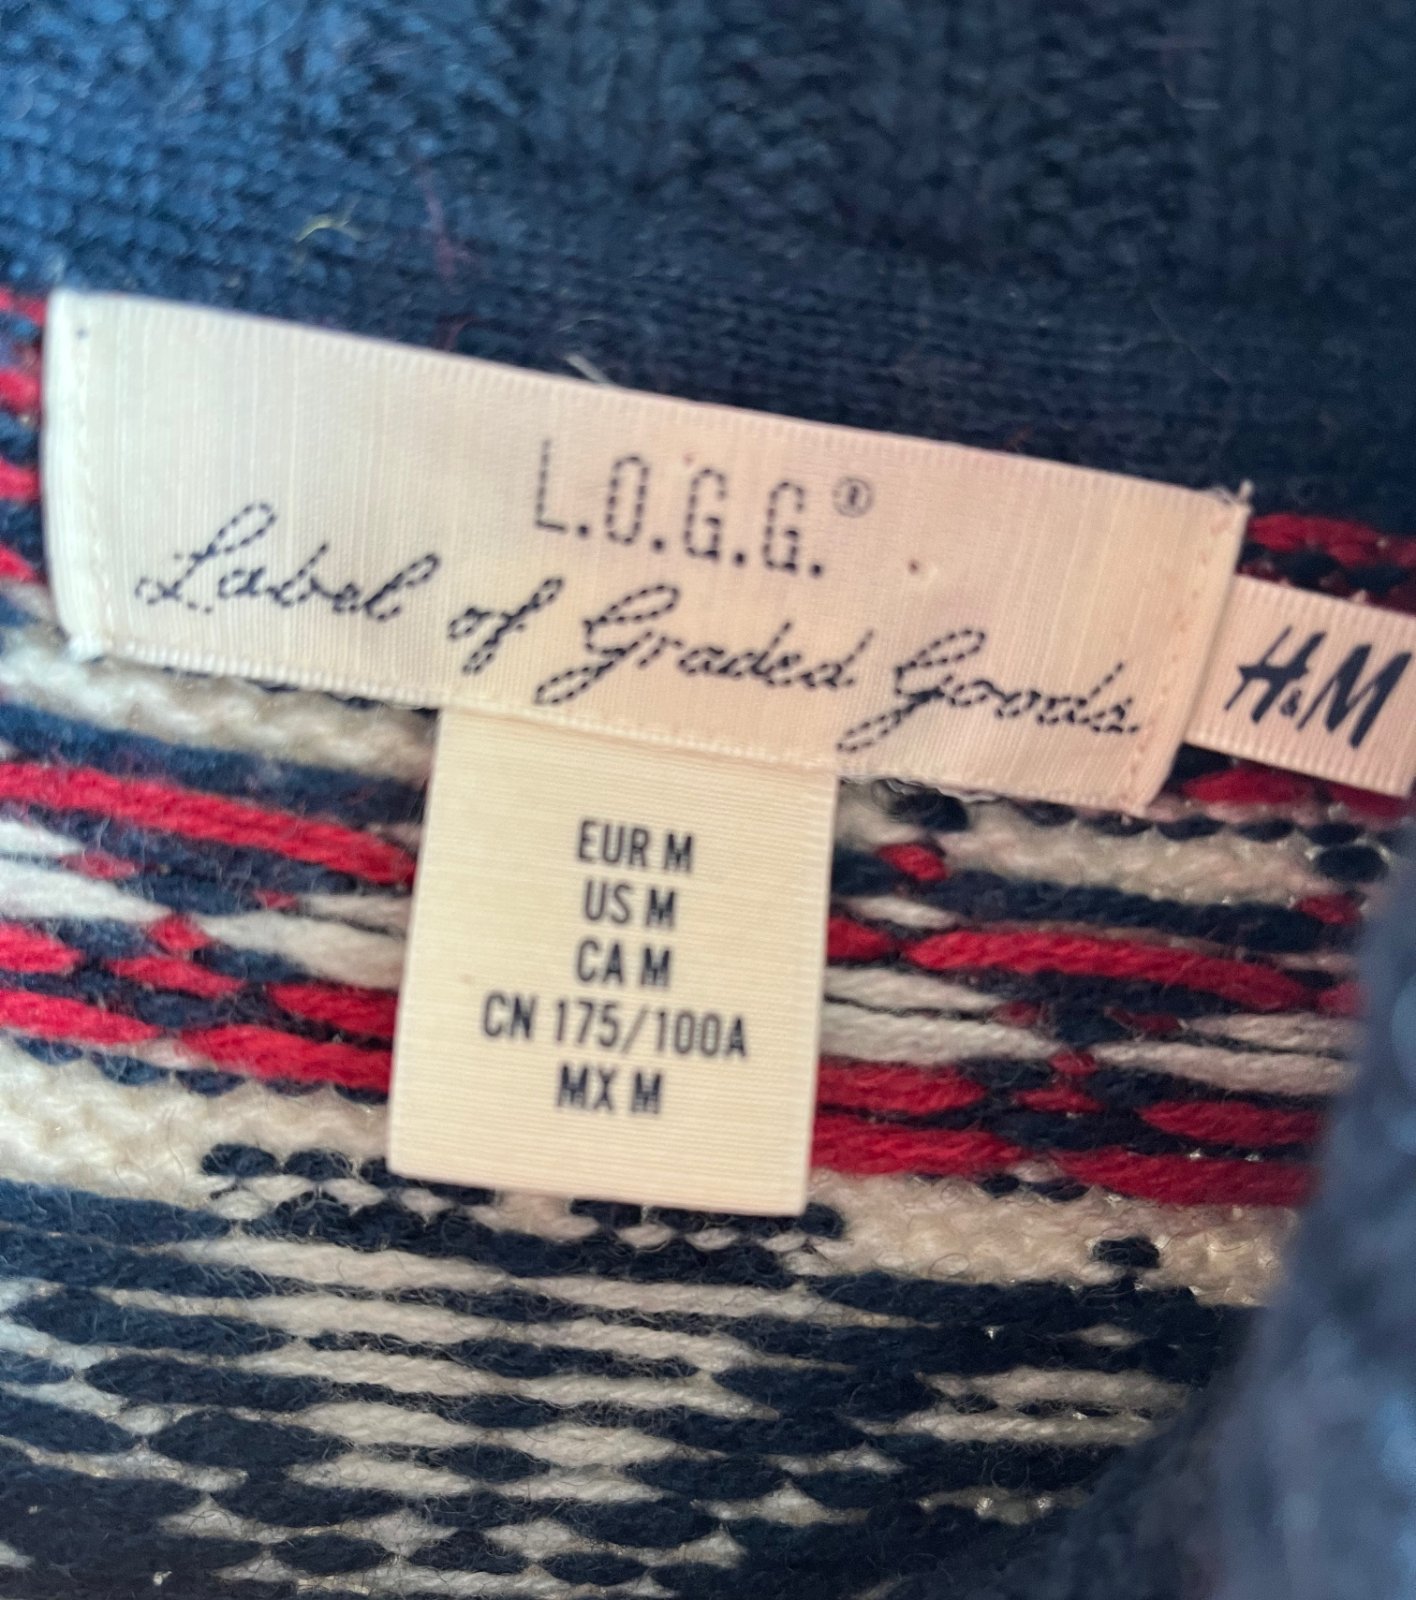 L.O.G.G.®
Label of Graded Goods.
H&M
EUR M
US M
CA M
CN 175/100A
MX M